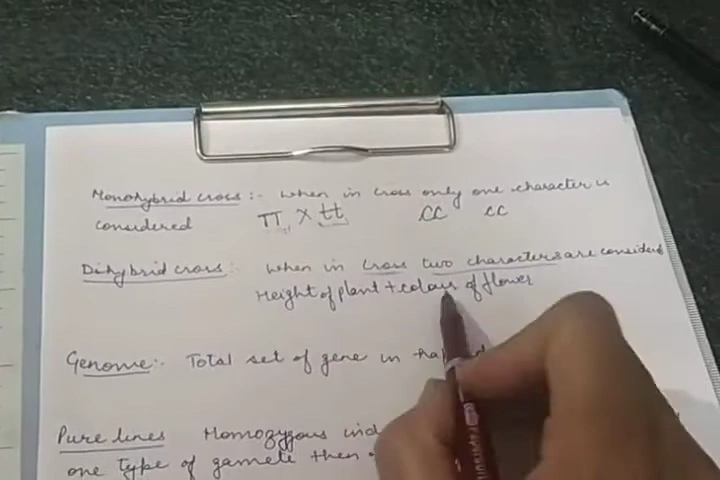 Monohybrid cross :- When in cross only one character is
considered TT X tt CC cc
Dihybrid cross :- When in cross two characters are consider
Height of plant + colour of flower
Genome :- Total set of gene in
Pure lines Homozygous
one type of gamete then